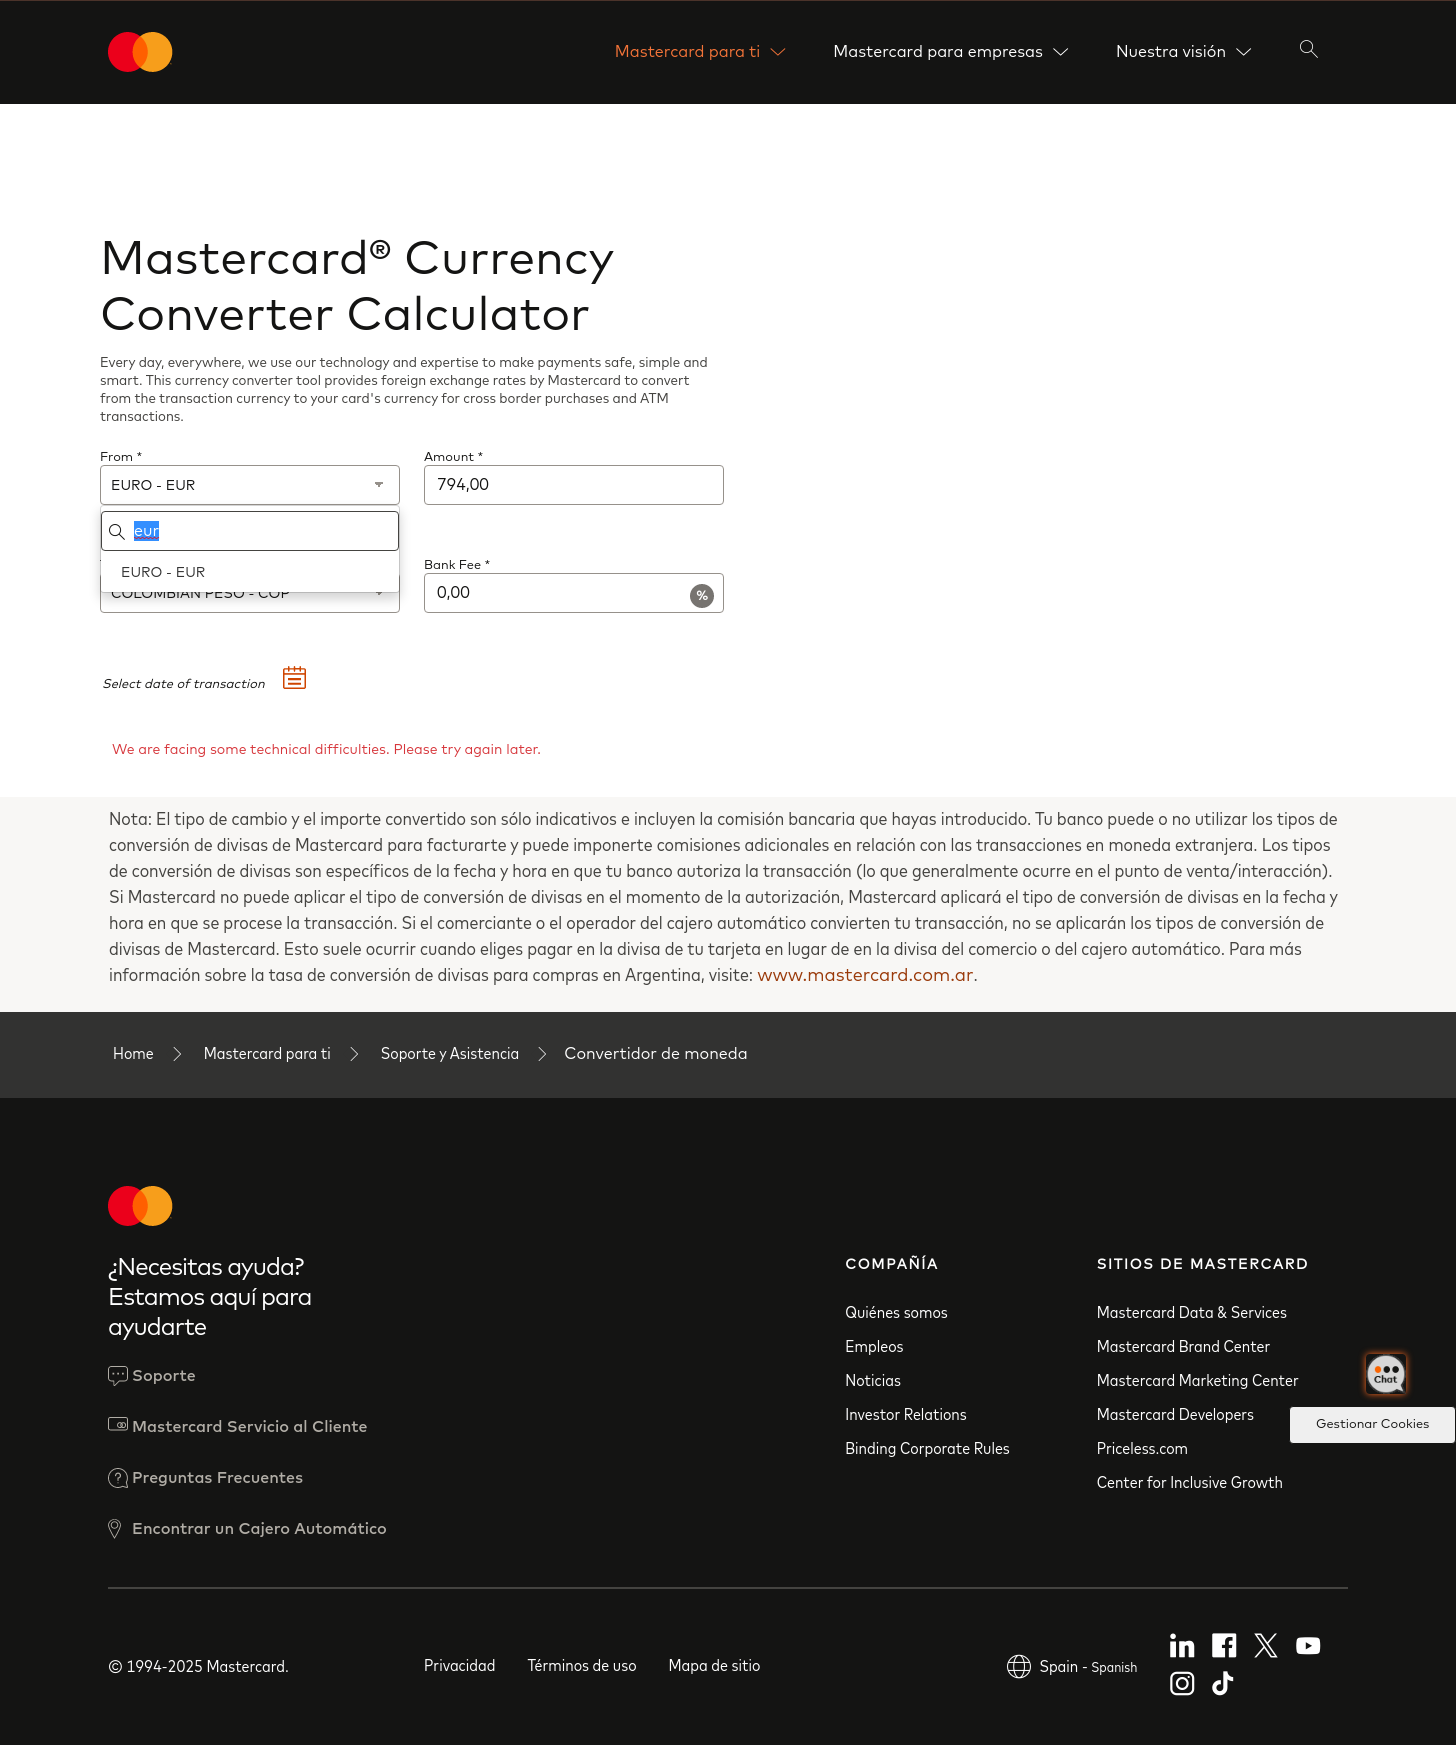 Mastercard para ti
Mastercard para empresas
Nuestra visión
Mastercard® Currency
Converter Calculator
Every day, everywhere, we use our technology and expertise to make payments safe, simple and
smart. This currency converter tool provides foreign exchange rates by Mastercard to convert
from the transaction currency to your card's currency for cross border purchases and ATM
transactions.
From *
EURO - EUR
Amount *
794,00
eur
EURO - EUR
COLOMBIAN PESO - COP
Bank Fee *
0,00
%
Select date of transaction
We are facing some technical difficulties. Please try again later.
Nota: El tipo de cambio y el importe convertido son sólo indicativos e incluyen la comisión bancaria que hayas introducido. Tu banco puede o no utilizar los tipos de
conversión de divisas de Mastercard para facturarte y puede imponerte comisiones adicionales en relación con las transacciones en moneda extranjera. Los tipos
de conversión de divisas son específicos de la fecha y hora en que tu banco autoriza la transacción (lo que generalmente ocurre en el punto de venta/interacción).
Si Mastercard no puede aplicar el tipo de conversión de divisas en el momento de la autorización, Mastercard aplicará el tipo de conversión de divisas en la fecha y
hora en que se procese la transacción. Si el comerciante o el operador del cajero automático convierten tu transacción, no se aplicarán los tipos de conversión de
divisas de Mastercard. Esto suele ocurrir cuando eliges pagar en la divisa de tu tarjeta en lugar de en la divisa del comercio o del cajero automático. Para más
información sobre la tasa de conversión de divisas para compras en Argentina, visite: www.mastercard.com.ar.
Home
Mastercard para ti
Soporte y Asistencia
Convertidor de moneda
¿Necesitas ayuda?
Estamos aquí para
ayudarte
Soporte
Mastercard Servicio al Cliente
Preguntas Frecuentes
Encontrar un Cajero Automático
COMPAÑÍA
Quiénes somos
Empleos
Noticias
Investor Relations
Binding Corporate Rules
SITIOS DE MASTERCARD
Mastercard Data & Services
Mastercard Brand Center
Mastercard Marketing Center
Mastercard Developers
Priceless.com
Center for Inclusive Growth
Chat
Gestionar Cookies
© 1994-2025 Mastercard.
Privacidad
Términos de uso
Mapa de sitio
Spain - Spanish